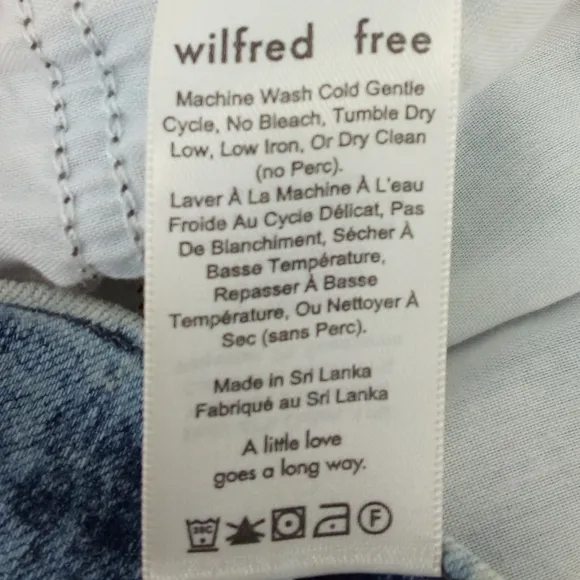 wilfred free
Machine Wash Cold Gentle
Cycle, No Bleach, Tumble Dry
Low, Low Iron, Or Dry Clean
(no Perc).
Laver À La Machine À L'eau
Froide Au Cycle Délicat, Pas
De Blanchiment, Sécher À
Basse Température,
Repasser À Basse
Température, Ou Nettoyer À
Sec (sans Perc).
Made in Sri Lanka
Fabriqué au Sri Lanka
A little love
goes a long way.
30C F